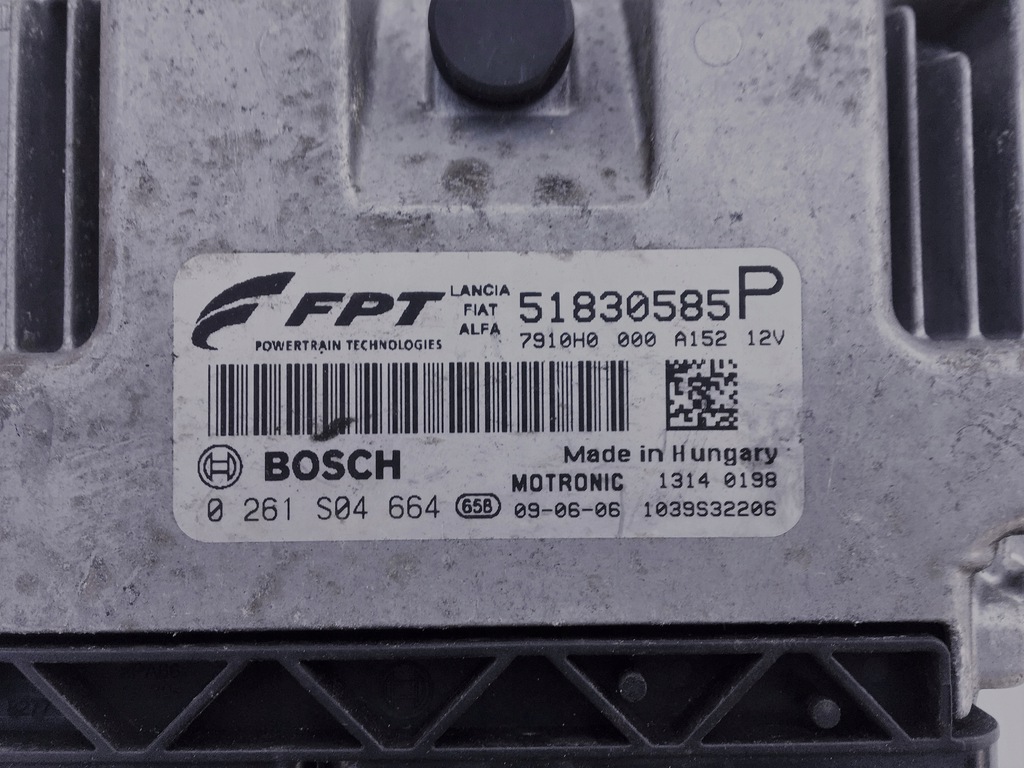 FPT
POWERTRAIN TECHNOLOGIES
LANCIA
FIAT
ALFA
51830585P
7910H0 000 A152 12V
BOSCH
Made in Hungary
MOTRONIC 1314 0198
0 261 S04 664 65B 09-06-06 1039S32206